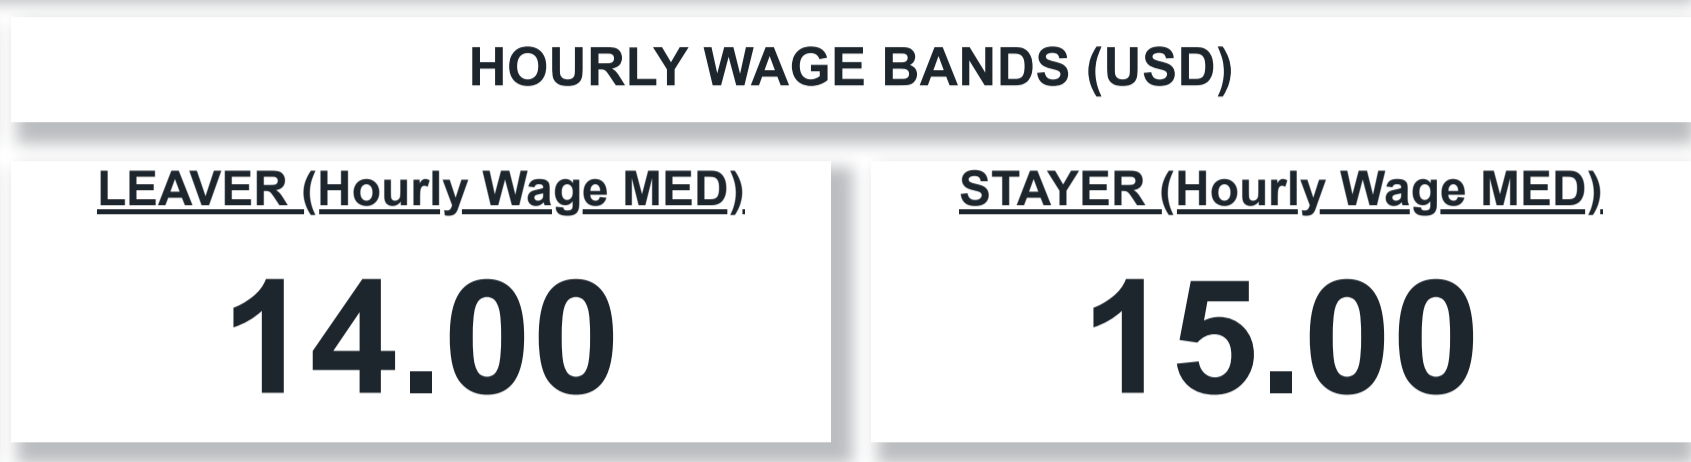 HOURLY WAGE BANDS (USD)
LEAVER (Hourly Wage MED)
14.00
STAYER (Hourly Wage MED)
15.00